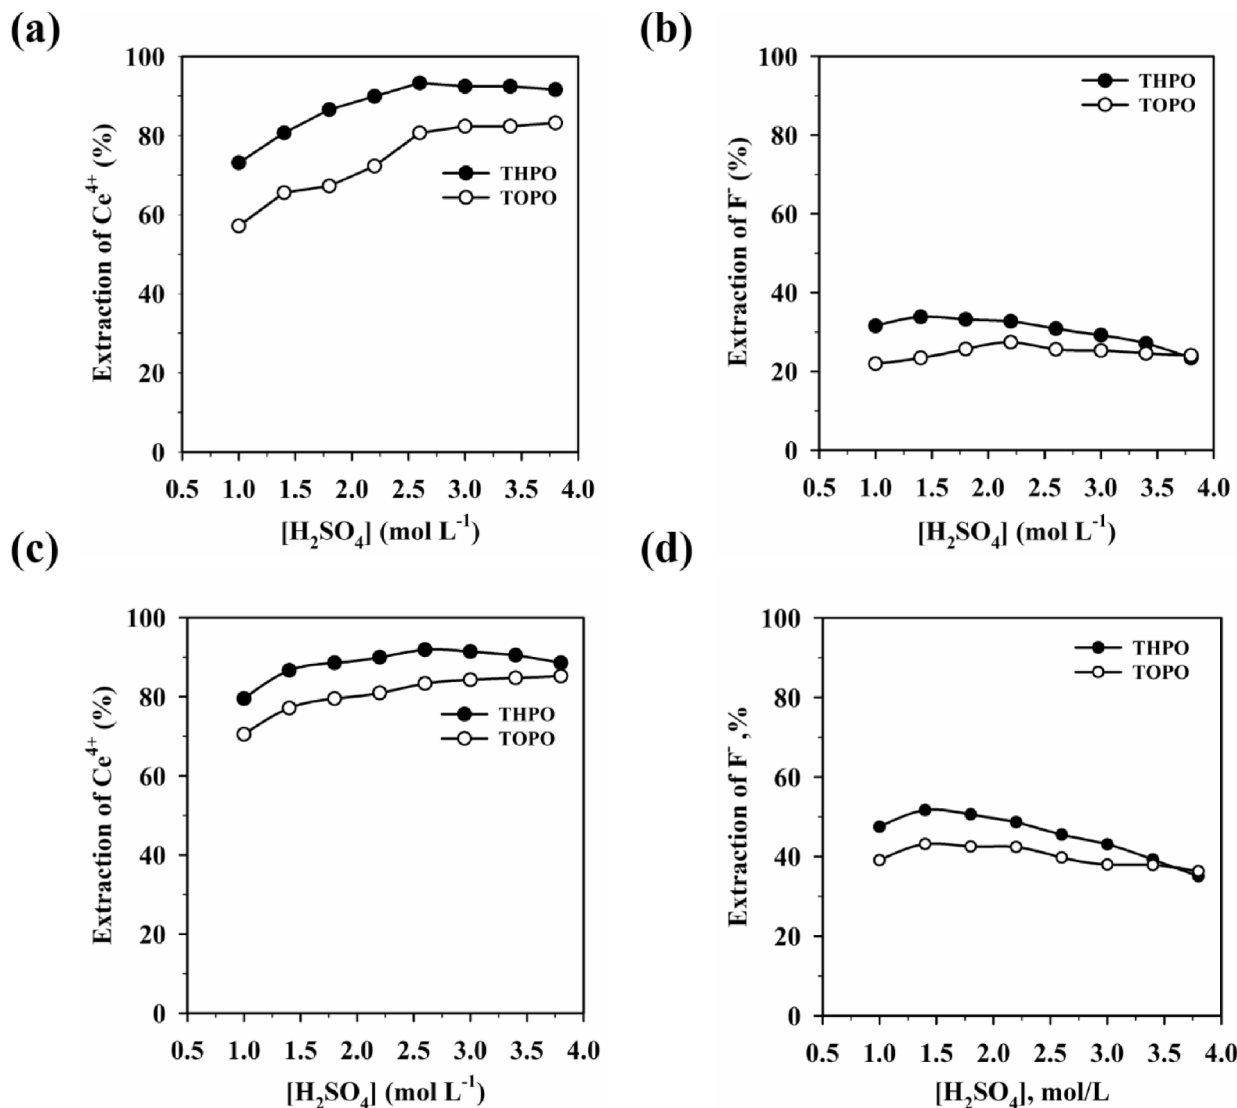 (a)
Extraction of Ce⁴⁺ (%)
100
80
60
40
20
0
THPO
TOPO
0.5 1.0 1.5 2.0 2.5 3.0 3.5 4.0
[H₂SO₄] (mol L⁻¹)
(b)
Extraction of F⁻ (%)
100
80
60
40
20
0
THPO
TOPO
0.5 1.0 1.5 2.0 2.5 3.0 3.5 4.0
[H₂SO₄] (mol L⁻¹)
(c)
Extraction of Ce⁴⁺ (%)
100
80
60
40
20
0
THPO
TOPO
0.5 1.0 1.5 2.0 2.5 3.0 3.5 4.0
[H₂SO₄] (mol L⁻¹)
(d)
Extraction of F⁻ ,%
100
80
60
40
20
0
THPO
TOPO
0.5 1.0 1.5 2.0 2.5 3.0 3.5 4.0
[H₂SO₄], mol/L